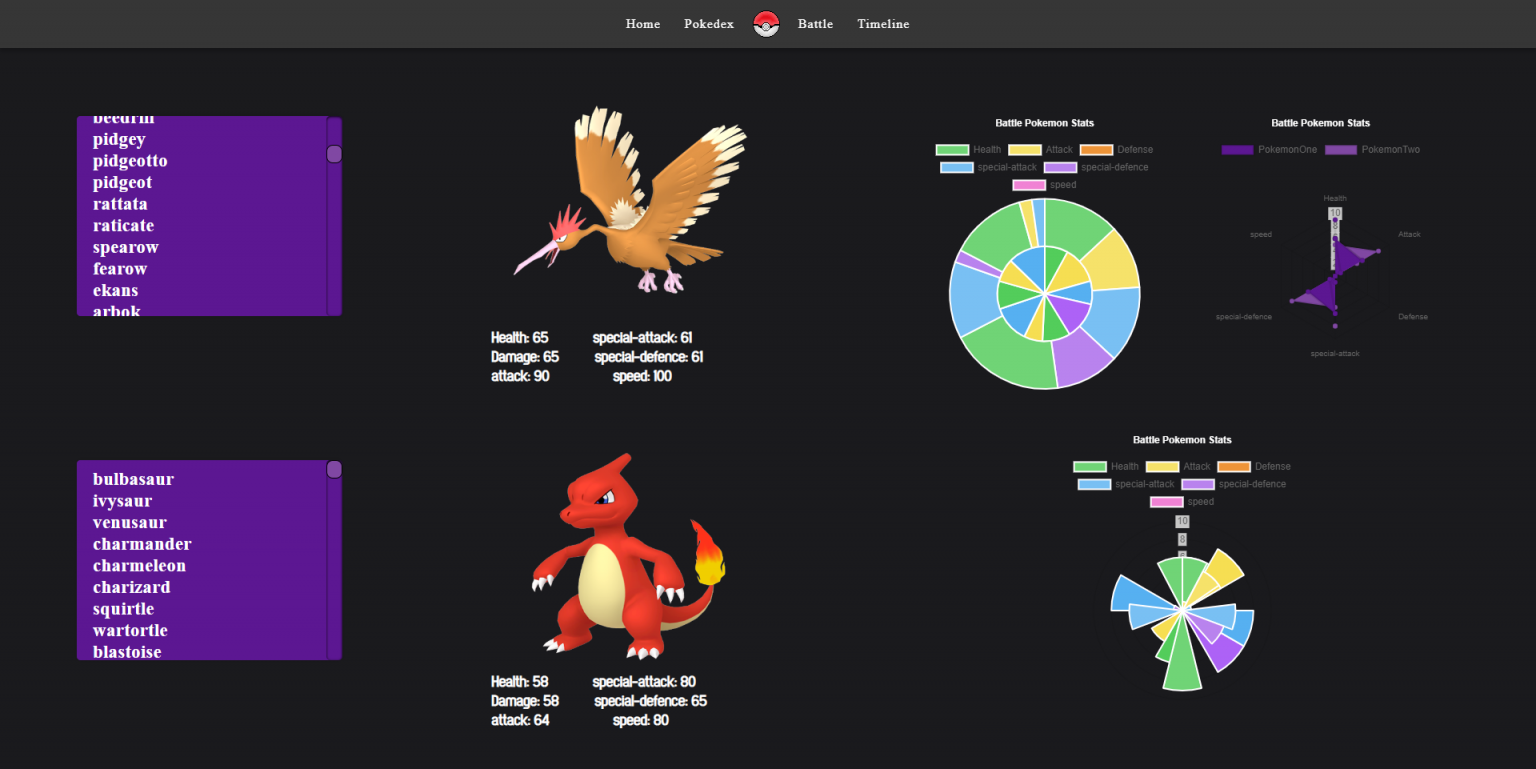 Home Pokedex Battle Timeline
beedrill
pidgey
pidgeotto
pidgeot
rattata
raticate
spearow
fearow
ekans
arbok
Health: 65 special-attack: 61
Damage: 65 special-defence: 61
attack: 90 speed: 100
Battle Pokemon Stats
Health Attack Defense
special-attack special-defence
speed
Battle Pokemon Stats
PokemonOne PokemonTwo
Health
10
8
speed Attack
special-defence Defense
special-attack
bulbasaur
ivysaur
venusaur
charmander
charmeleon
charizard
squirtle
wartortle
blastoise
Health: 58 special-attack: 80
Damage: 58 special-defence: 65
attack: 64 speed: 80
Battle Pokemon Stats
Health Attack Defense
special-attack special-defence
speed
10
8